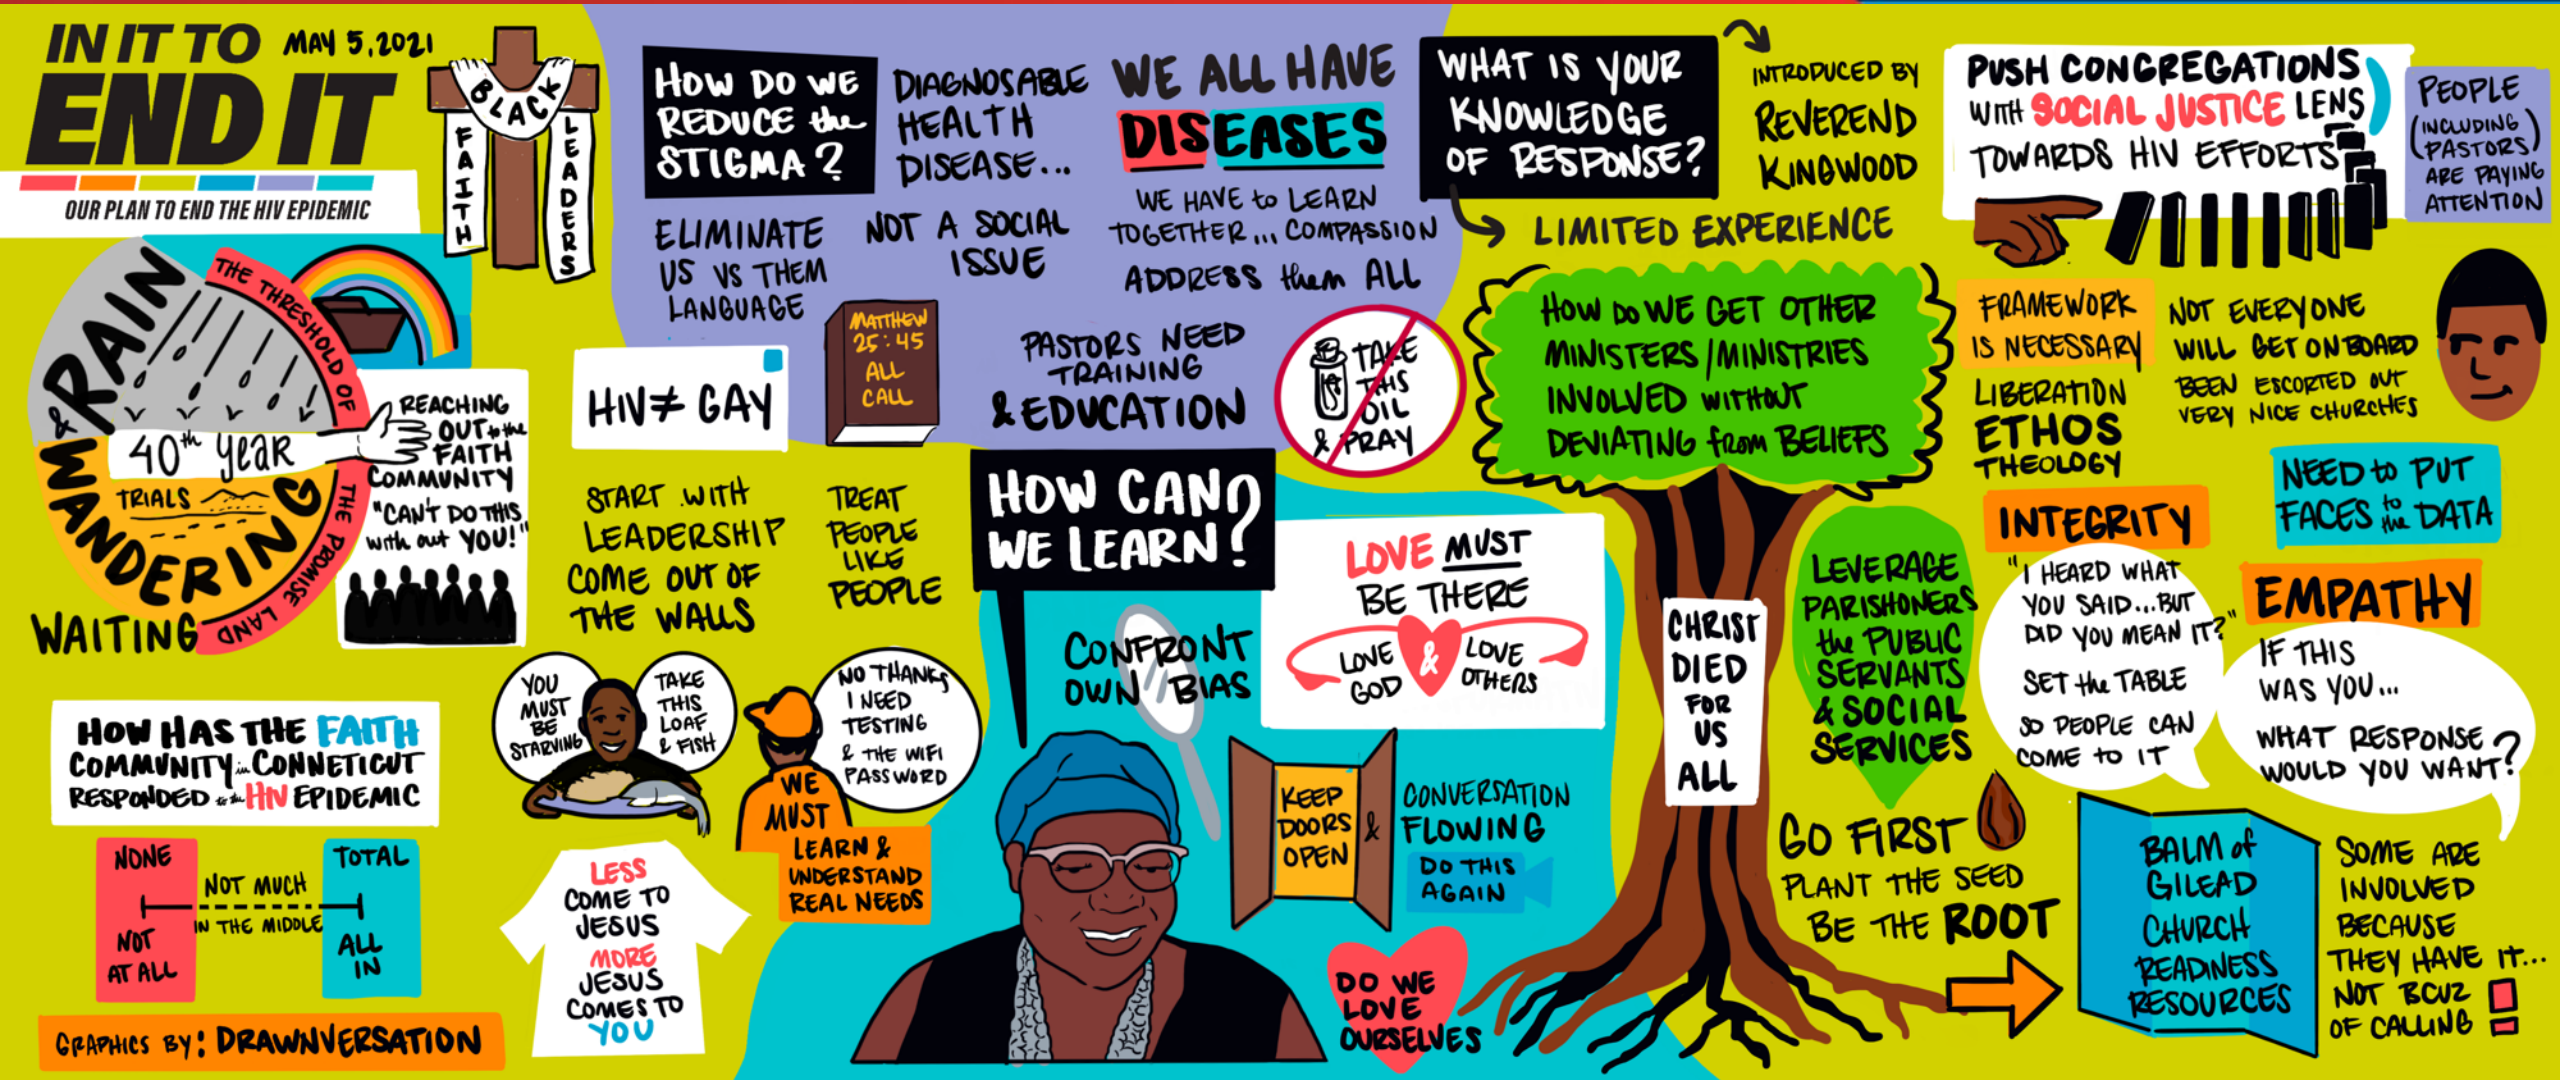 IN IT TO
END IT
MAY 5, 2021
OUR PLAN TO END THE HIV EPIDEMIC
BLACK
FAITH
LEADERS
RAIN
& WANDERING
THE THRESHOLD OF
THE PROMISE LAND
40th YEAR
TRIALS
WAITING
REACHING
OUT to the
FAITH
COMMUNITY
"CAN'T DO THIS
with out YOU!"
HOW HAS THE FAITH
COMMUNITY in CONNETICUT
RESPONDED to the HIV EPIDEMIC
NONE
NOT
AT ALL
NOT MUCH
IN THE MIDDLE
TOTAL
ALL
IN
GRAPHICS BY: DRAWNVERSATION
HOW DO WE
REDUCE the
STIGMA?
ELIMINATE
US VS THEM
LANGUAGE
DIAGNOSABLE
HEALTH
DISEASE...
NOT A SOCIAL
ISSUE
WE ALL HAVE
DISEASES
WE HAVE to LEARN
TOGETHER... COMPASSION
ADDRESS them ALL
HIV ≠ GAY
MATTHEW
25:45
ALL
CALL
PASTORS NEED
TRAINING
& EDUCATION
TAKE
THIS
OIL
& PRAY
START WITH
LEADERSHIP
COME OUT OF
THE WALLS
TREAT
PEOPLE
LIKE
PEOPLE
YOU
MUST
BE
STARVING
TAKE
THIS
LOAF
& FISH
NO THANKS
I NEED
TESTING
& THE WIFI
PASSWORD
WE
MUST
LEARN &
UNDERSTAND
REAL NEEDS
LESS
COME TO
JESUS
MORE
JESUS
COMES TO
YOU
HOW CAN
WE LEARN?
CONFRONT
OWN BIAS
LOVE MUST
BE THERE
LOVE
GOD
&
LOVE
OTHERS
KEEP
DOORS
OPEN
&
CONVERSATION
FLOWING
DO THIS
AGAIN
DO WE
LOVE
OURSELVES
WHAT IS YOUR
KNOWLEDGE
OF RESPONSE?
INTRODUCED BY
REVEREND
KINGWOOD
LIMITED EXPERIENCE
HOW DO WE GET OTHER
MINISTERS/MINISTRIES
INVOLVED WITHOUT
DEVIATING from BELIEFS
CHRIST
DIED
FOR
US
ALL
LEVERAGE
PARISHONERS
the PUBLIC
SERVANTS
& SOCIAL
SERVICES
GO FIRST
PLANT THE SEED
BE THE ROOT
PUSH CONGREGATIONS
WITH SOCIAL JUSTICE LENS
TOWARDS HIV EFFORTS
PEOPLE
(INCLUDING
PASTORS)
ARE PAYING
ATTENTION
FRAMEWORK
IS NECESSARY
LIBERATION
ETHOS
THEOLOGY
NOT EVERYONE
WILL GET ON BOARD
BEEN ESCORTED OUT
VERY NICE CHURCHES
NEED to PUT
FACES to the DATA
INTEGRITY
"I HEARD WHAT
YOU SAID...BUT
DID YOU MEAN IT?"
SET the TABLE
SO PEOPLE CAN
COME TO IT
EMPATHY
IF THIS
WAS YOU...
WHAT RESPONSE
WOULD YOU WANT?
BALM of
GILEAD
CHURCH
READINESS
RESOURCES
SOME ARE
INVOLVED
BECAUSE
THEY HAVE IT...
NOT BCUZ
OF CALLING!